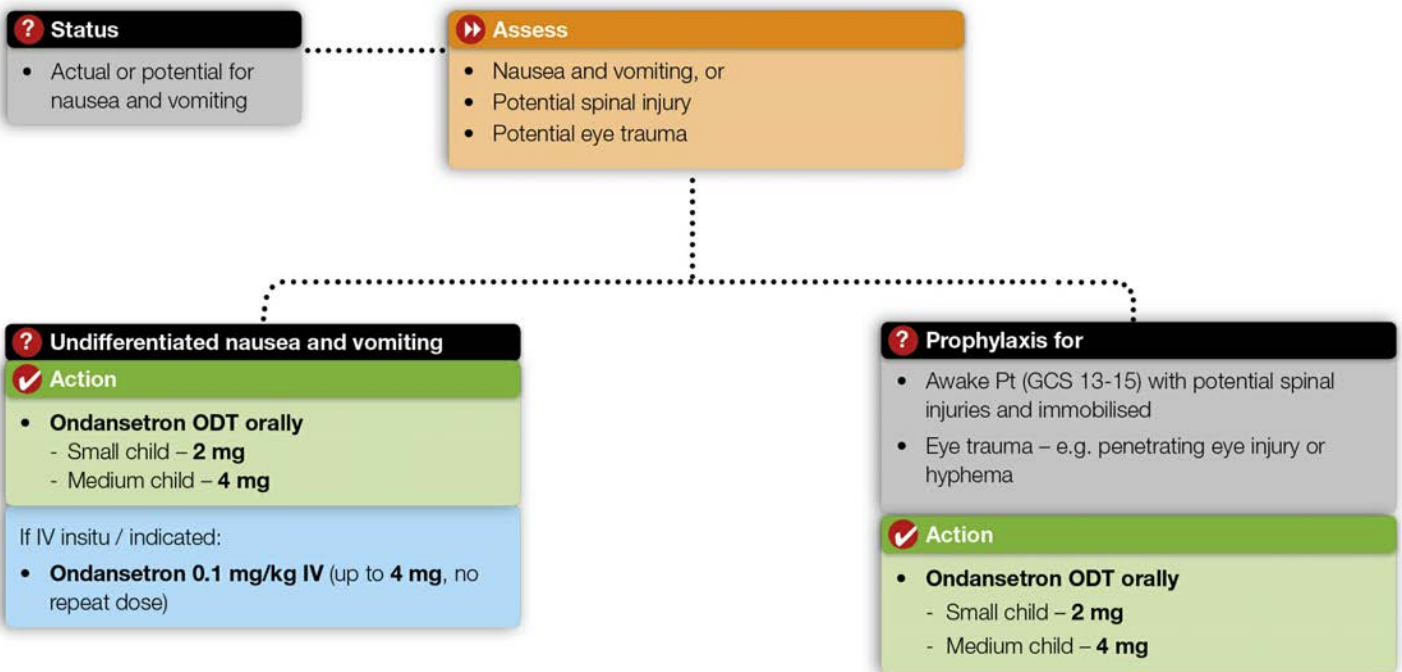 ? Status
• Actual or potential for
nausea and vomiting
Assess
• Nausea and vomiting, or
• Potential spinal injury
• Potential eye trauma
? Undifferentiated nausea and vomiting
Action
• Ondansetron ODT orally
- Small child – 2 mg
- Medium child – 4 mg
If IV insitu / indicated:
• Ondansetron 0.1 mg/kg IV (up to 4 mg, no
repeat dose)
? Prophylaxis for
• Awake Pt (GCS 13-15) with potential spinal
injuries and immobilised
• Eye trauma – e.g. penetrating eye injury or
hyphema
Action
• Ondansetron ODT orally
- Small child – 2 mg
- Medium child – 4 mg